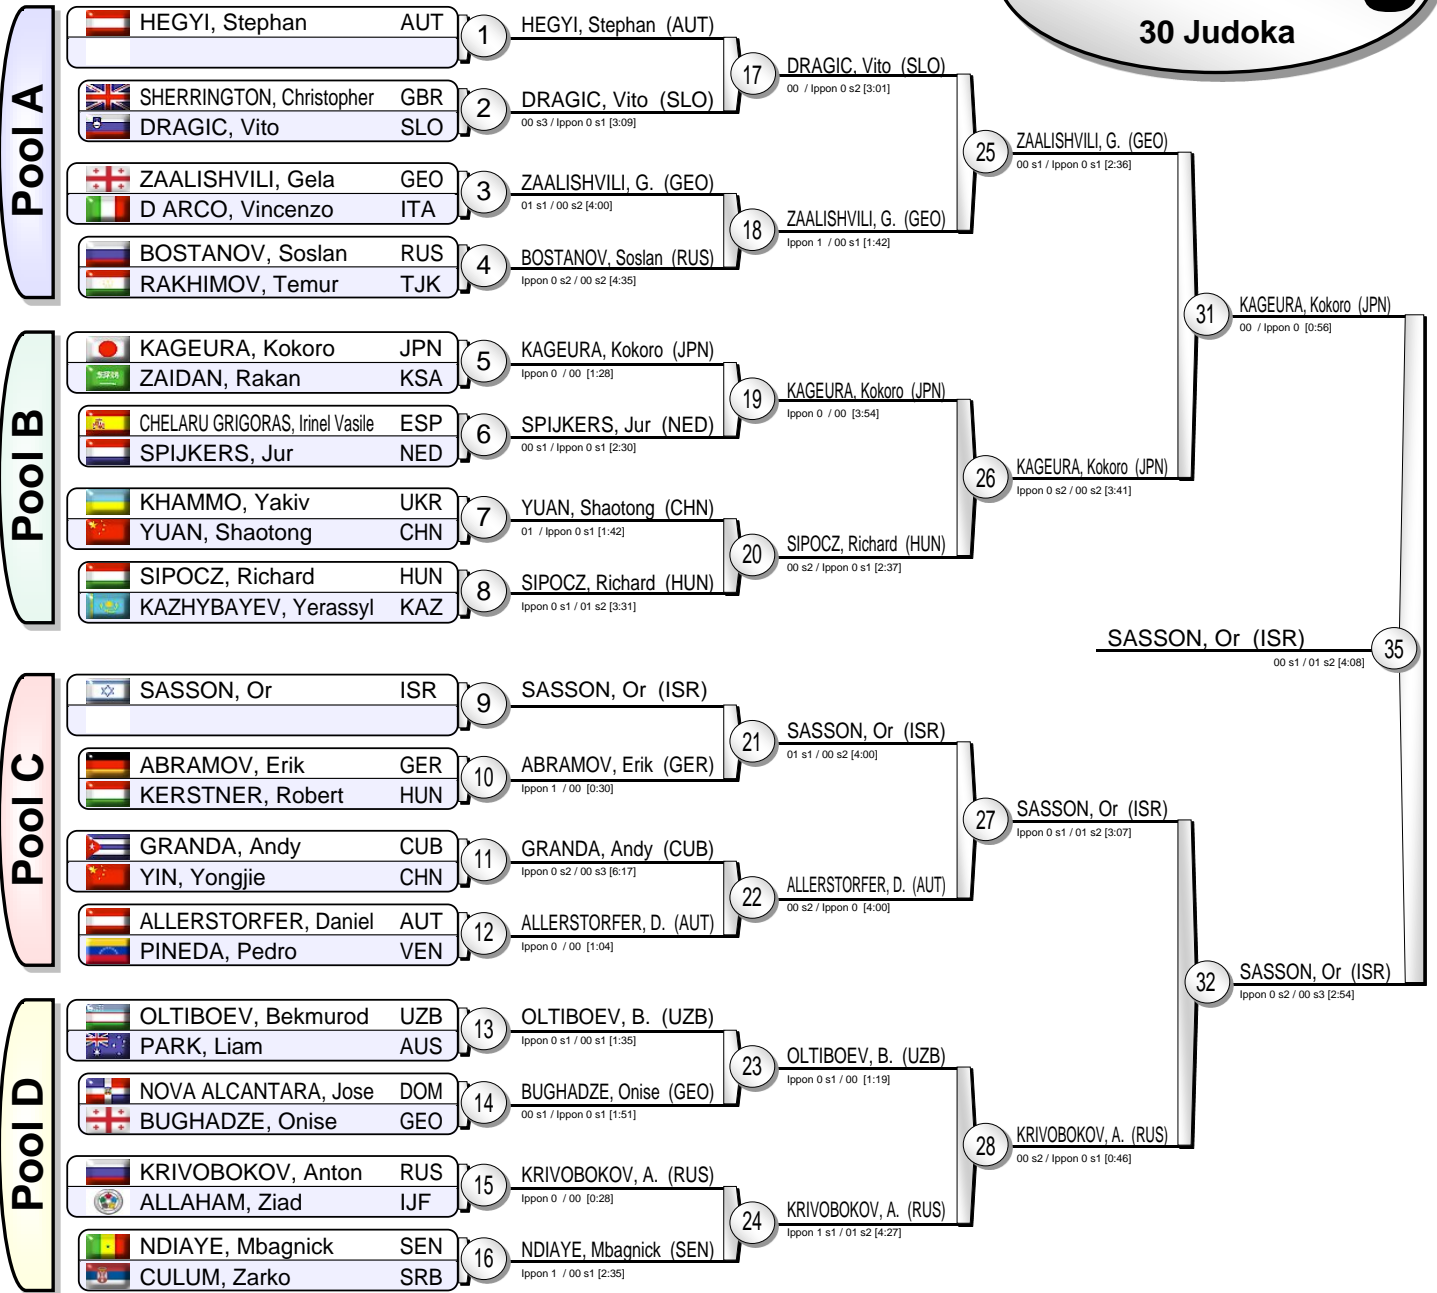 30 Judoka
Pool A
HEGYI, Stephan AUT
1
HEGYI, Stephan (AUT)
SHERRINGTON, Christopher GBR
DRAGIC, Vito SLO
2
DRAGIC, Vito (SLO)
00 s3 / Ippon 0 s1 [3:09]
17
DRAGIC, Vito (SLO)
00 / Ippon 0 s2 [3:01]
ZAALISHVILI, Gela GEO
D ARCO, Vincenzo ITA
3
ZAALISHVILI, G. (GEO)
01 s1 / 00 s2 [4:00]
BOSTANOV, Soslan RUS
RAKHIMOV, Temur TJK
4
BOSTANOV, Soslan (RUS)
Ippon 0 s2 / 00 s2 [4:35]
18
ZAALISHVILI, G. (GEO)
Ippon 1 / 00 s1 [1:42]
25
ZAALISHVILI, G. (GEO)
00 s1 / Ippon 0 s1 [2:36]
Pool B
KAGEURA, Kokoro JPN
ZAIDAN, Rakan KSA
5
KAGEURA, Kokoro (JPN)
Ippon 0 / 00 [1:28]
CHELARU GRIGORAS, Irinel Vasile ESP
SPIJKERS, Jur NED
6
SPIJKERS, Jur (NED)
00 s1 / Ippon 0 s1 [2:30]
19
KAGEURA, Kokoro (JPN)
Ippon 0 / 00 [3:54]
KHAMMO, Yakiv UKR
YUAN, Shaotong CHN
7
YUAN, Shaotong (CHN)
01 / Ippon 0 s1 [1:42]
SIPOCZ, Richard HUN
KAZHYBAYEV, Yerassyl KAZ
8
SIPOCZ, Richard (HUN)
Ippon 0 s1 / 01 s2 [3:31]
20
SIPOCZ, Richard (HUN)
00 s2 / Ippon 0 s1 [2:37]
26
KAGEURA, Kokoro (JPN)
Ippon 0 s2 / 00 s2 [3:41]
31
KAGEURA, Kokoro (JPN)
00 / Ippon 0 [0:56]
SASSON, Or (ISR)
00 s1 / 01 s2 [4:08]
35
Pool C
SASSON, Or ISR
9
SASSON, Or (ISR)
ABRAMOV, Erik GER
KERSTNER, Robert HUN
10
ABRAMOV, Erik (GER)
Ippon 1 / 00 [0:30]
21
SASSON, Or (ISR)
01 s1 / 00 s2 [4:00]
GRANDA, Andy CUB
YIN, Yongjie CHN
11
GRANDA, Andy (CUB)
Ippon 0 s2 / 00 s3 [6:17]
ALLERSTORFER, Daniel AUT
PINEDA, Pedro VEN
12
ALLERSTORFER, D. (AUT)
Ippon 0 / 00 [1:04]
22
ALLERSTORFER, D. (AUT)
00 s2 / Ippon 0 [4:00]
27
SASSON, Or (ISR)
Ippon 0 s1 / 01 s2 [3:07]
Pool D
OLTIBOEV, Bekmurod UZB
PARK, Liam AUS
13
OLTIBOEV, B. (UZB)
Ippon 0 s1 / 00 s1 [1:35]
NOVA ALCANTARA, Jose DOM
BUGHADZE, Onise GEO
14
BUGHADZE, Onise (GEO)
00 s1 / Ippon 0 s1 [1:51]
23
OLTIBOEV, B. (UZB)
Ippon 0 s1 / 00 [1:19]
KRIVOBOKOV, Anton RUS
ALLAHAM, Ziad IJF
15
KRIVOBOKOV, A. (RUS)
Ippon 0 / 00 [0:28]
NDIAYE, Mbagnick SEN
CULUM, Zarko SRB
16
NDIAYE, Mbagnick (SEN)
Ippon 1 / 00 s1 [2:35]
24
KRIVOBOKOV, A. (RUS)
Ippon 1 s1 / 01 s2 [4:27]
28
KRIVOBOKOV, A. (RUS)
00 s2 / Ippon 0 s1 [0:46]
32
SASSON, Or (ISR)
Ippon 0 s2 / 00 s3 [2:54]